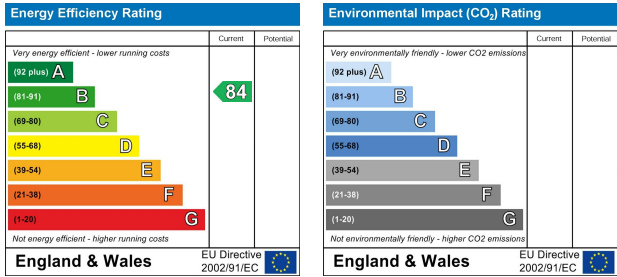 Energy Efficiency Rating
Current Potential
Very energy efficient - lower running costs
(92 plus) A
(81-91) B
84
(69-80) C
(55-68) D
(39-54) E
(21-38) F
(1-20) G
Not energy efficient - higher running costs
England & Wales
EU Directive
2002/91/EC
Environmental Impact (CO2) Rating
Current Potential
Very environmentally friendly - lower CO2 emissions
(92 plus) A
(81-91) B
(69-80) C
(55-68) D
(39-54) E
(21-38) F
(1-20) G
Not environmentally friendly - higher CO2 emissions
England & Wales
EU Directive
2002/91/EC